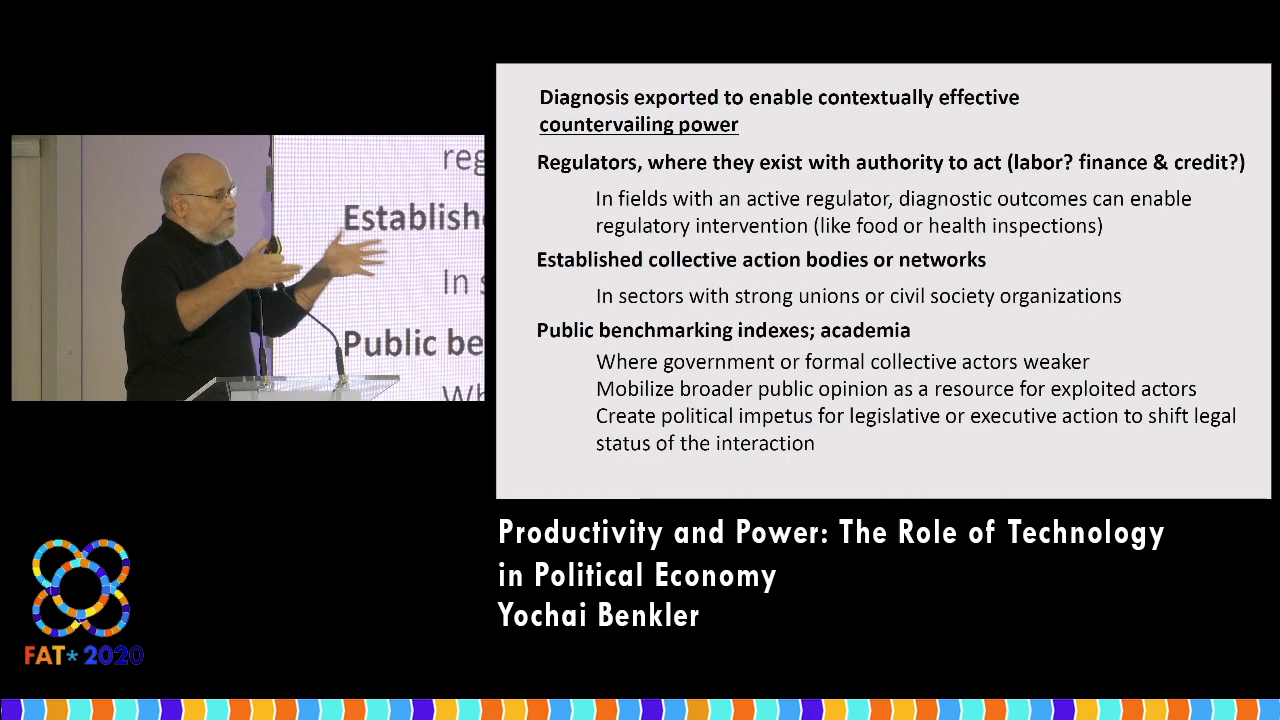 Diagnosis exported to enable contextually effective
countervailing power
Regulators, where they exist with authority to act (labor? finance & credit?)
In fields with an active regulator, diagnostic outcomes can enable
regulatory intervention (like food or health inspections)
Established collective action bodies or networks
In sectors with strong unions or civil society organizations
Public benchmarking indexes; academia
Where government or formal collective actors weaker
Mobilize broader public opinion as a resource for exploited actors
Create political impetus for legislative or executive action to shift legal
status of the interaction
reg
Establishe
In s
Public be
Wh
Productivity and Power: The Role of Technology
in Political Economy
Yochai Benkler
FAT* 2020